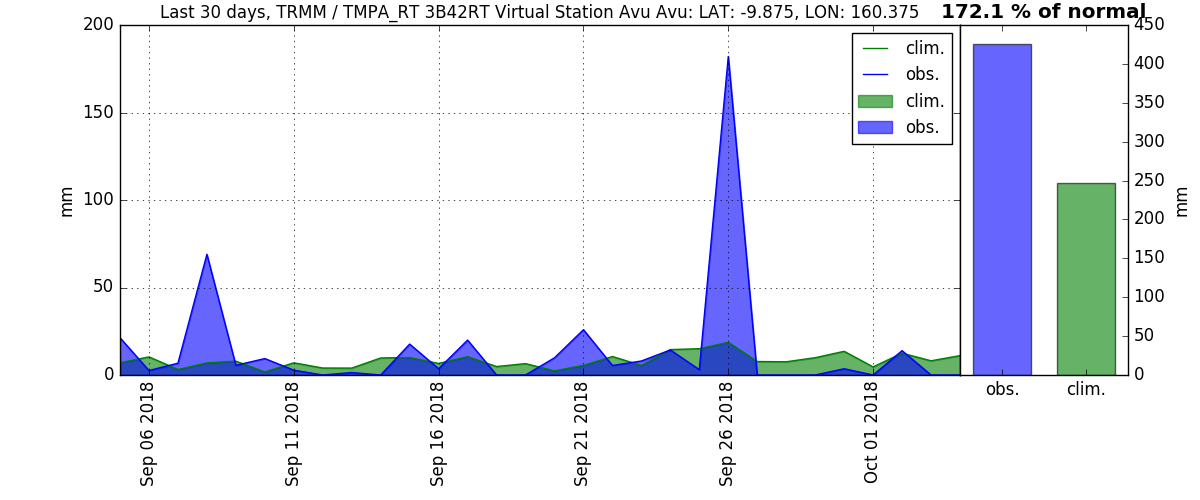 Last 30 days, TRMM / TMPA_RT 3B42RT Virtual Station Avu Avu: LAT: -9.875, LON: 160.375
172.1 % of normal
200
150
100
50
0
mm
clim.
obs.
clim.
obs.
Sep 06 2018
Sep 11 2018
Sep 16 2018
Sep 21 2018
Sep 26 2018
Oct 01 2018
450
400
350
300
250
200
150
100
50
0
mm
obs.
clim.